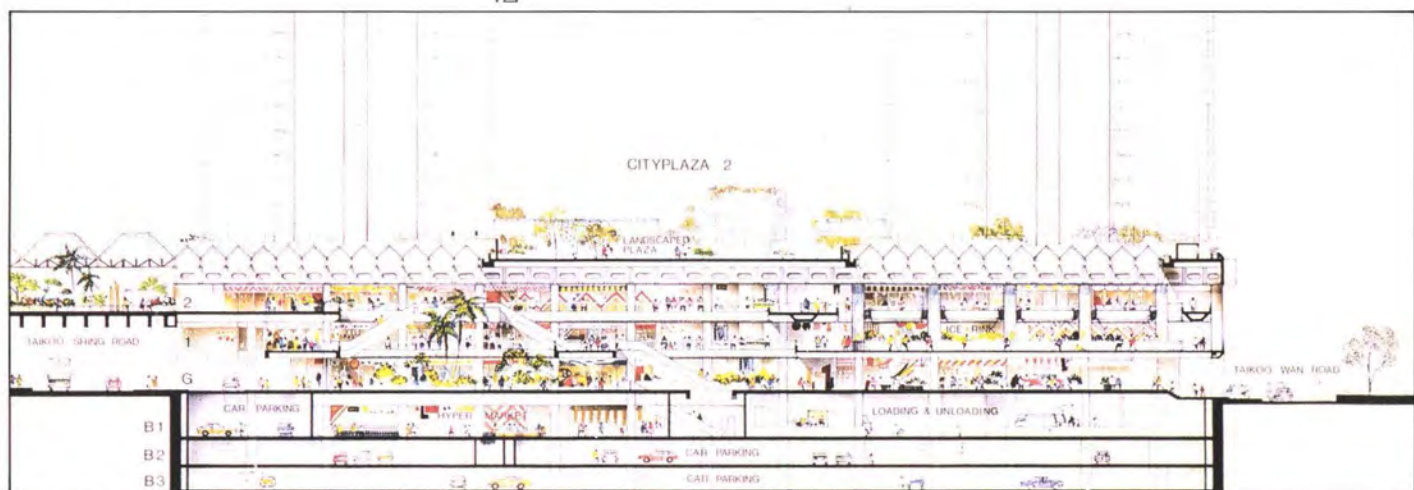 CITYPLAZA 2
LANDSCAPED
PLAZA
2
TAIKOO SHING ROAD
1
ICE RINK
G
TAIKOO WAN ROAD
CAR PARKING
HYPER MARKET
LOADING & UNLOADING
B1
B2
CAR PARKING
B3
CAR PARKING